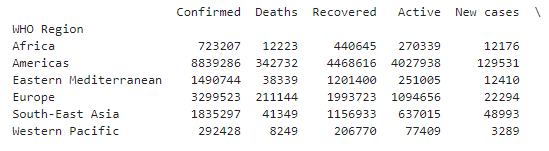 Confirmed Deaths Recovered Active New cases \
WHO Region
Africa 723207 12223 440645 270339 12176
Americas 8839286 342732 4468616 4027938 129531
Eastern Mediterranean 1490744 38339 1201400 251005 12410
Europe 3299523 211144 1993723 1094656 22294
South-East Asia 1835297 41349 1156933 637015 48993
Western Pacific 292428 8249 206770 77409 3289